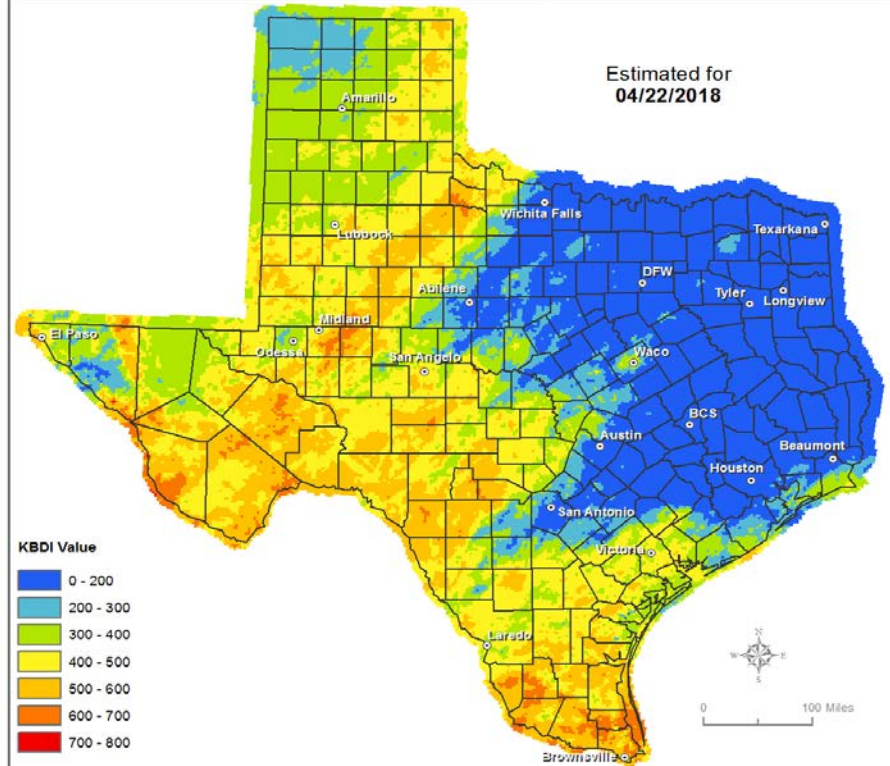 Estimated for
04/22/2018
Amarillo
Wichita Falls
Texarkana
Lubbock
DFW
Abilene
Tyler
Longview
Midland
El Paso
Odessa
San Angelo
Waco
BCS
Austin
Beaumont
Houston
San Antonio
Victoria
Laredo
Brownsville
KBDI Value
0 - 200
200 - 300
300 - 400
400 - 500
500 - 600
600 - 700
700 - 800
N
W
E
S
0
100 Miles